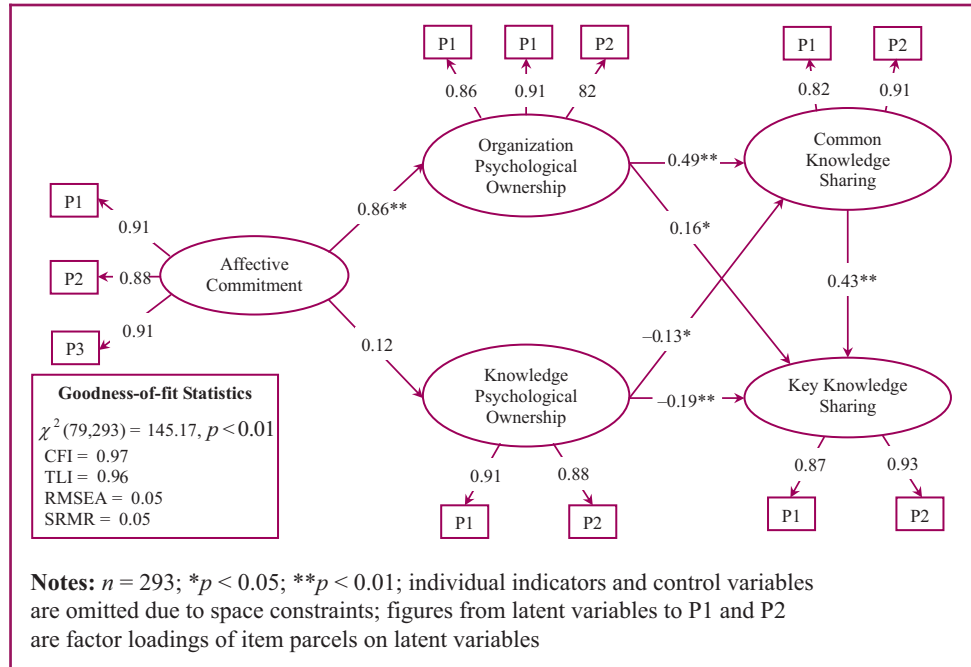 P1 P1 P2
0.86 0.91 82
Organization
Psychological
Ownership
P1 P2
0.82 0.91
Common
Knowledge
Sharing
0.49**
0.16*
0.86**
P1
0.91
P2
0.88
P3
0.91
Affective
Commitment
0.12
0.43**
–0.13*
–0.19**
Knowledge
Psychological
Ownership
0.91 0.88
P1 P2
Key Knowledge
Sharing
0.87 0.93
P1 P2
Goodness-of-fit Statistics
χ² (79,293) = 145.17, p < 0.01
CFI = 0.97
TLI = 0.96
RMSEA = 0.05
SRMR = 0.05
Notes: n = 293; *p < 0.05; **p < 0.01; individual indicators and control variables
are omitted due to space constraints; figures from latent variables to P1 and P2
are factor loadings of item parcels on latent variables